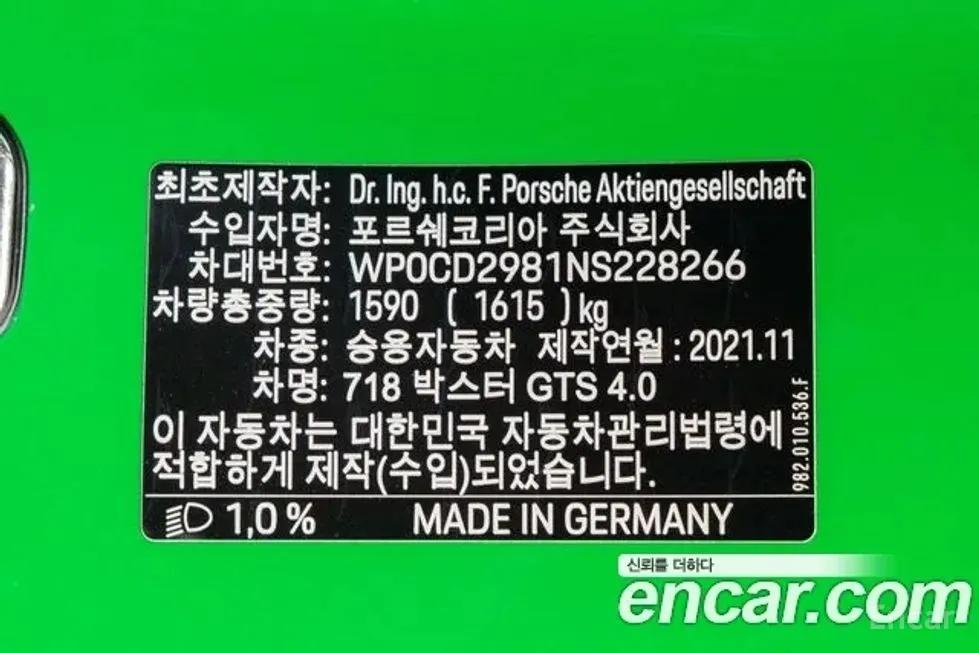 최초제작자: Dr. Ing. h.c. F. Porsche Aktiengesellschaft
수입자명: 포르쉐코리아 주식회사
차대번호: WP0CD2981NS228266
차량총중량: 1590 ( 1615 ) kg
차종: 승용자동차 제작연월 : 2021.11
차명: 718 박스터 GTS 4.0
이 자동차는 대한민국 자동차관리법령에
적합하게 제작(수입)되었습니다.
982.010.536.F
1,0 % MADE IN GERMANY
신뢰를 더하다
encar.com
Encar